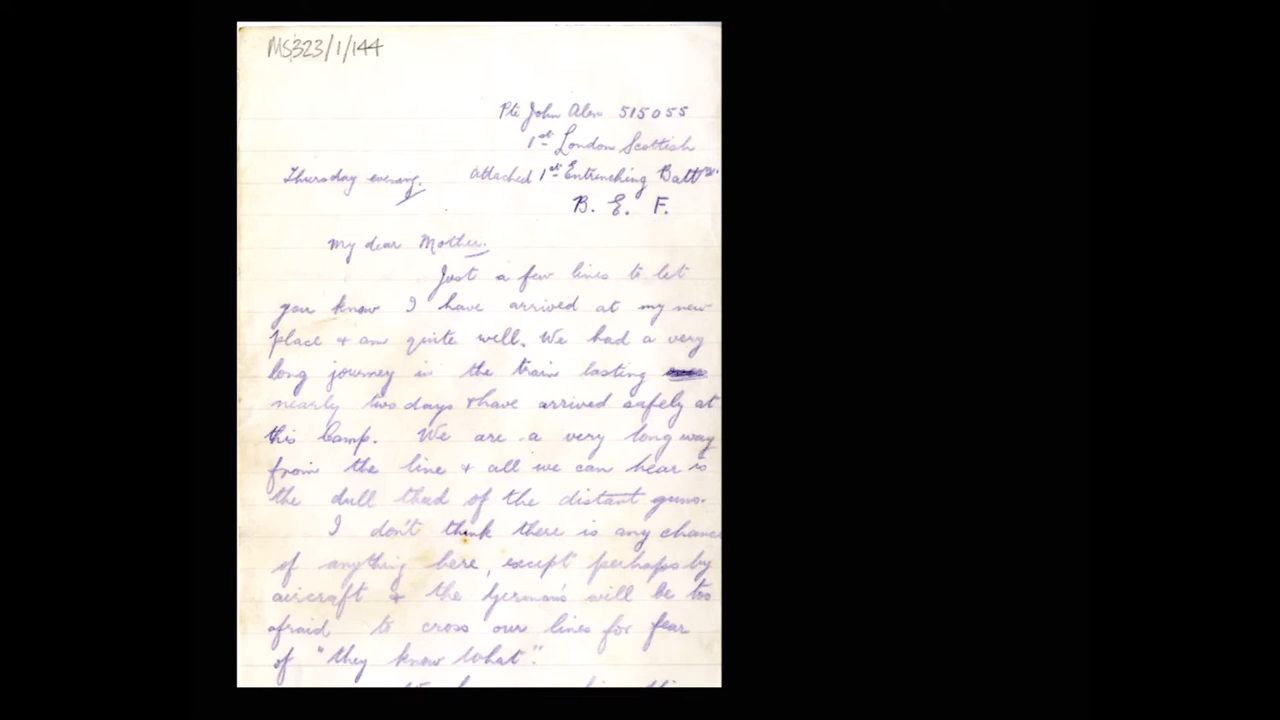 MS323/1/144
Pte John Alex 515055
1st London Scottish
Thursday evening. Attached 1st Entrenching Battn.
B. E. F.
My dear Mother.
Just a few lines to let
you know I have arrived at my new
place & am quite well. We had a very
long journey in the train lasting
nearly two days & have arrived safely at
this Camp. We are a very long way
from the line & all we can hear is
the dull thud of the distant guns.
I don't think there is any chance
of anything here, except perhaps by
aircraft & the German's will be too
afraid to cross our lines for fear
of "they know what".